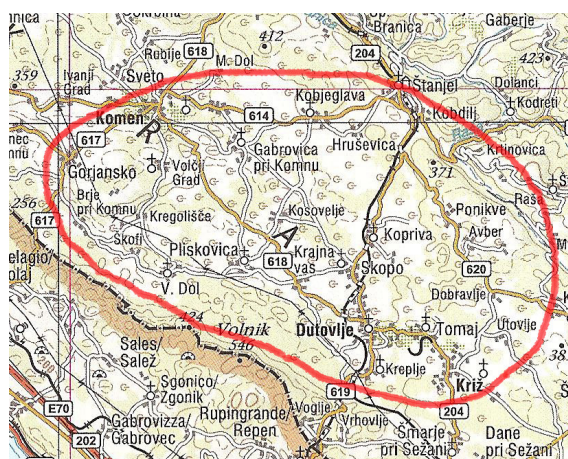 Rubije
618
412
204
Branica
Gaberje
359
Ivanji
Grad
Sveto
M. Dol
Štanjel
423
Dolanci
Kodreti
Komen
R
614
Kobjeglava
Kobdilj
617
Gabrovica
pri Komnu
Hruševica
Krtinovica
Gorjansko
Volčji
Grad
371
Raša
256
Brje
pri Komnu
Kregolišče
Kosovelje
Ponikve
617
Škofi
A
Avber
Pliskovica
618
Krajna
vas
Kopriva
Skopo
620
V. Dol
Dobravlje
424
Volnik
546
Dutovlje
Tomaj
Utovlje
S
Sales/
Salež
Kreplje
Križ
Sgonico/
Zgonik
619
204
E70
Gabrovizza/
Gabrovec
Rupingrande/
Repen
Voglje
Vrhovlje
Šmarje
pri Sežani
Dane
pri Sežani
202